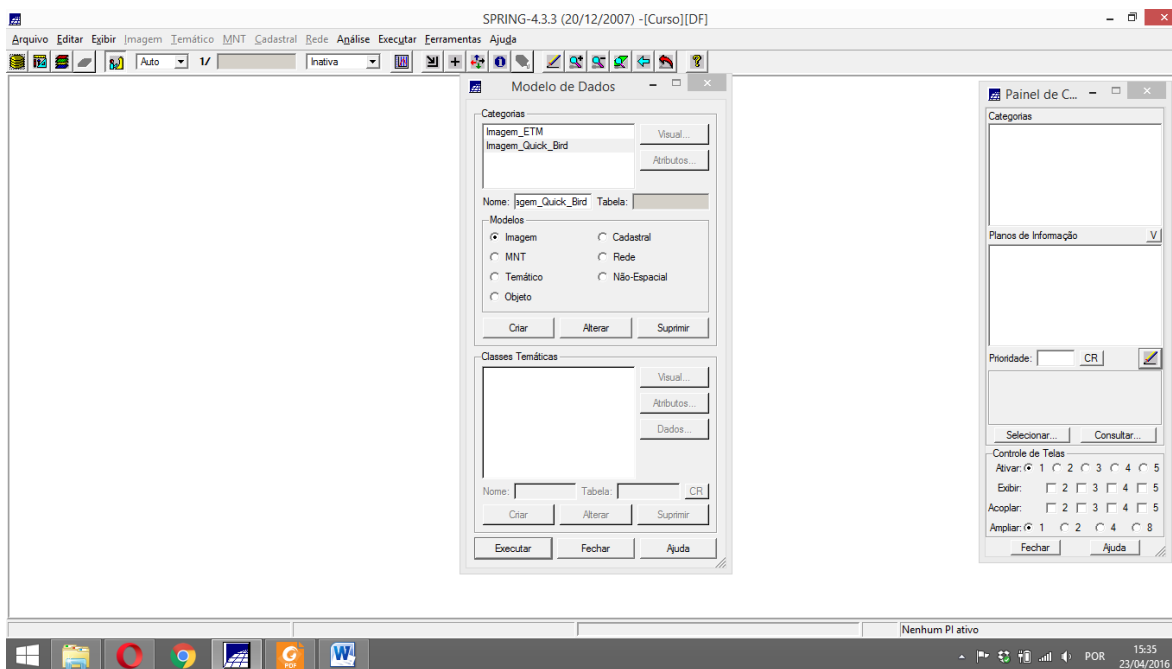 SPRING-4.3.3 (20/12/2007) -[Curso][DF]
Arquivo Editar Exibir Imagem Temático MNT Cadastral Rede Análise Executar Ferramentas Ajuda
Auto 1/ Inativa
Modelo de Dados
Categorias
Imagem_ETM
Imagem_Quick_Bird
Visual...
Atributos...
Nome: agem_Quick_Bird Tabela:
Modelos
Imagem Cadastral
MNT Rede
Temático Não-Espacial
Objeto
Criar Alterar Suprimir
Classes Temáticas
Visual...
Atributos...
Dados...
Nome: Tabela: CR
Criar Alterar Suprimir
Executar Fechar Ajuda
Painel de C...
Categorias
Planos de Informação V
Prioridade: CR
Selecionar... Consultar...
Controle de Telas
Ativar: 1 2 3 4 5
Exibir: 2 3 4 5
Acoplar: 2 3 4 5
Ampliar: 1 2 4 8
Fechar Ajuda
Nenhum PI ativo
PDF
W
POR
15:35
23/04/2016